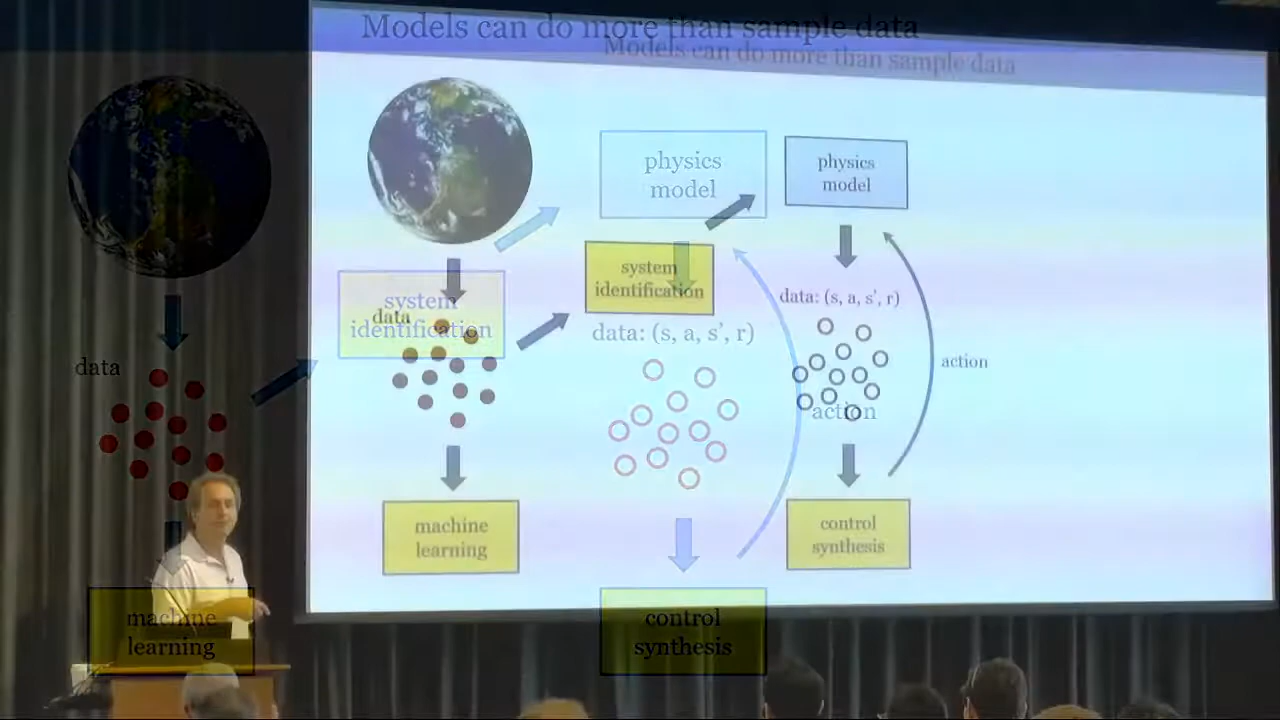 Models can do more than sample data
Models can do more than sample data
physics
model
physics
model
system
identification
system
identification
data
data
data: (s, a, s', r)
data: (s, a, s', r)
action
action
machine
learning
control
synthesis
machine
learning
control
synthesis